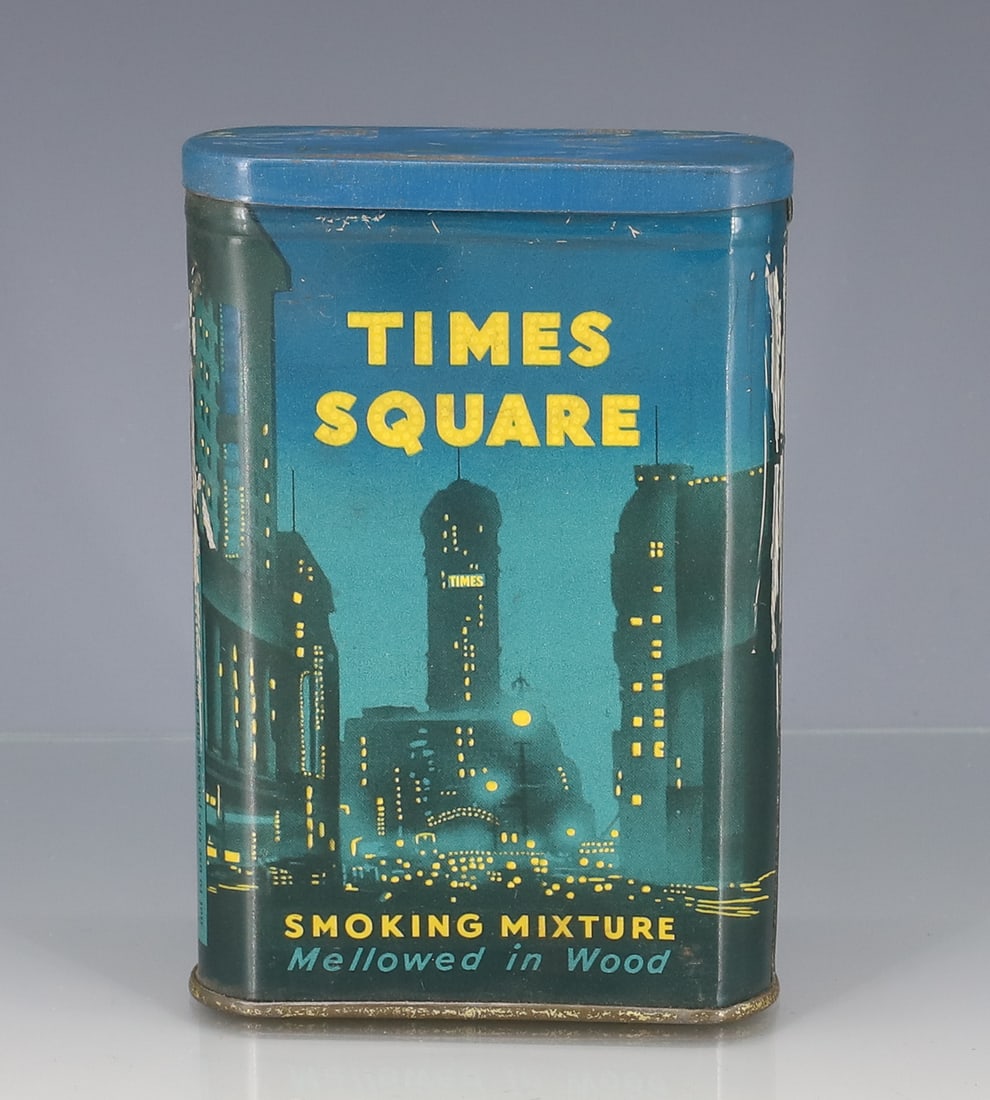 TIMES
SQUARE
TIMES
SMOKING MIXTURE
Mellowed in Wood